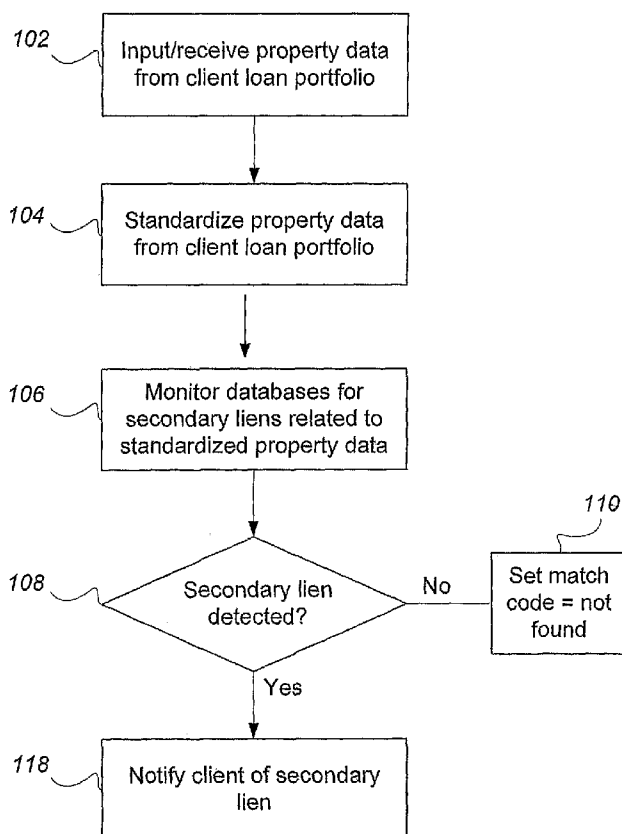 102
Input/receive property data
from client loan portfolio
104
Standardize property data
from client loan portfolio
106
Monitor databases for
secondary liens related to
standardized property data
108
Secondary lien
detected?
No
110
Set match
code = not
found
Yes
118
Notify client of secondary
lien